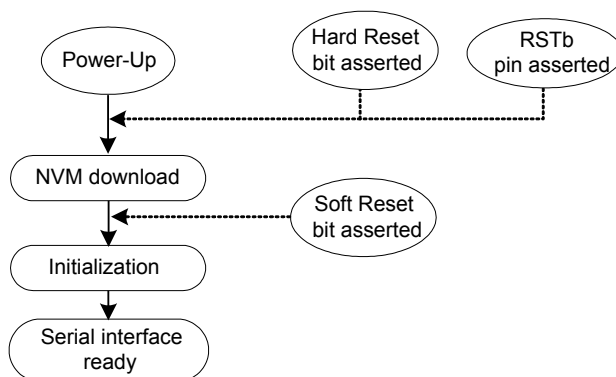 Power-Up
Hard Reset
bit asserted
RSTb
pin asserted
NVM download
Soft Reset
bit asserted
Initialization
Serial interface
ready